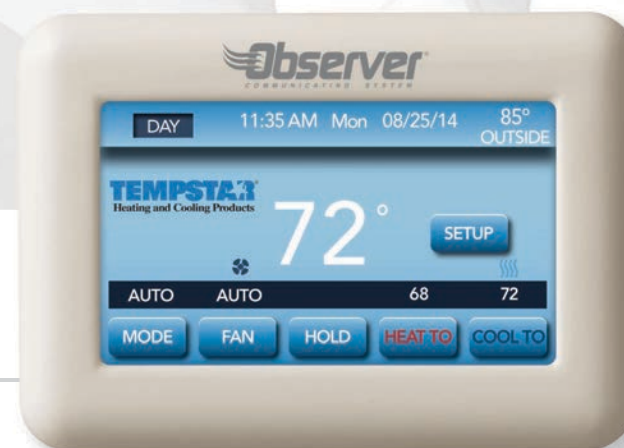 Observer
COMMUNICATING SYSTEM
DAY 11:35 AM Mon 08/25/14 85°
OUTSIDE
TEMPSTAR
Heating and Cooling Products
72°
SETUP
AUTO AUTO 68 72
MODE FAN HOLD HEAT TO COOL TO